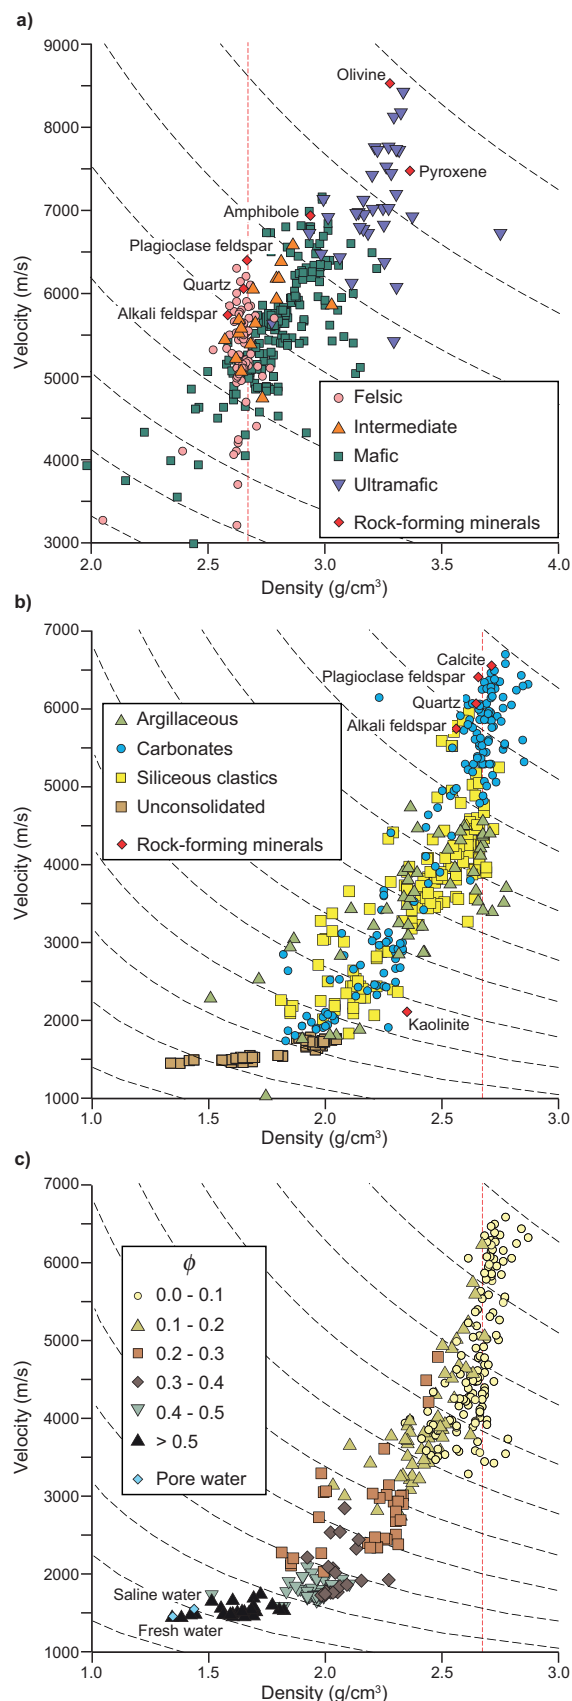 a)
9000
8000
7000
6000
5000
4000
3000
Velocity (m/s)
Olivine
Pyroxene
Amphibole
Plagioclase feldspar
Quartz
Alkali feldspar
Felsic
Intermediate
Mafic
Ultramafic
Rock-forming minerals
2.0 2.5 3.0 3.5 4.0
Density (g/cm³)
b)
7000
6000
5000
4000
3000
2000
1000
Velocity (m/s)
Calcite
Plagioclase feldspar
Quartz
Alkali feldspar
Argillaceous
Carbonates
Siliceous clastics
Unconsolidated
Rock-forming minerals
Kaolinite
1.0 1.5 2.0 2.5 3.0
Density (g/cm³)
c)
7000
6000
5000
4000
3000
2000
1000
Velocity (m/s)
ϕ
0.0 - 0.1
0.1 - 0.2
0.2 - 0.3
0.3 - 0.4
0.4 - 0.5
> 0.5
Pore water
Saline water
Fresh water
1.0 1.5 2.0 2.5 3.0
Density (g/cm³)